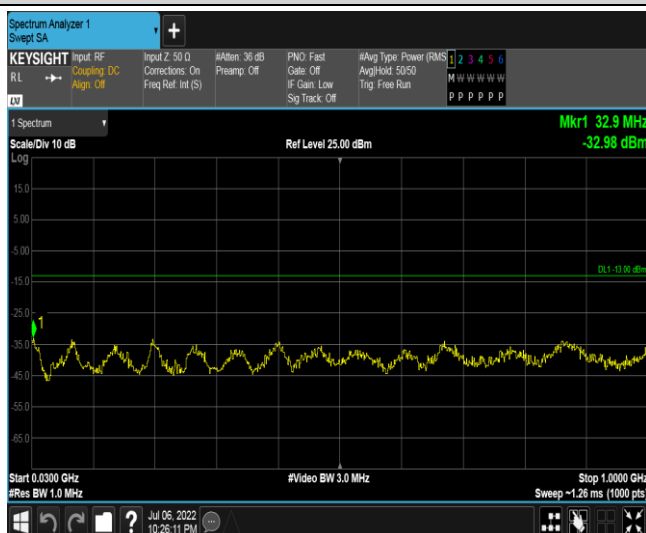 Spectrum Analyzer 1
Swept SA
+
KEYSIGHT Input: RF Input Z: 50 Ω #Atten: 36 dB PNO: Fast #Avg Type: Power (RMS 1 2 3 4 5 6
RL Coupling: DC Corrections: On Preamp: Off Gate: Off Avg|Hold: 50/50 M W W W W W
Align: Off Freq Ref: Int (S) IF Gain: Low Trig: Free Run
Sig Track: Off P P P P P P
LXI
1 Spectrum Mkr1 32.9 MHz
Scale/Div 10 dB Ref Level 25.00 dBm -32.98 dBm
Log
15.0
5.00
-5.00
DL1 -13.00 dBm
-15.0
-25.0
1
-35.0
-45.0
-55.0
-65.0
Start 0.0300 GHz #Video BW 3.0 MHz Stop 1.0000 GHz
#Res BW 1.0 MHz Sweep ~1.26 ms (1000 pts)
? Jul 06, 2022
10:26:11 PM